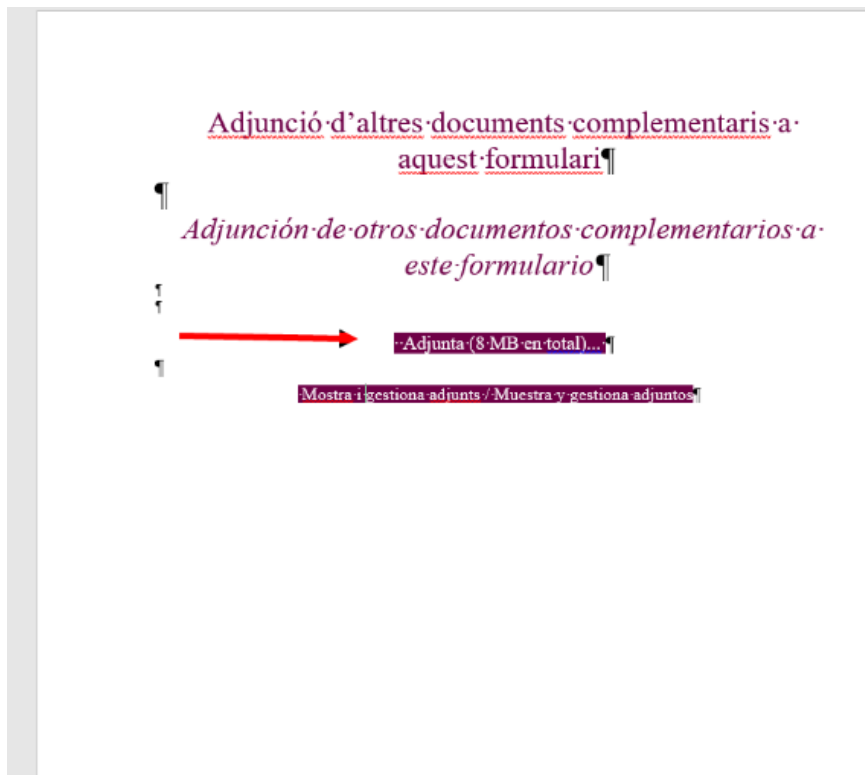 Adjunció d’altres documents complementaris a
aquest formulari¶
¶
Adjunción de otros documentos complementarios a
este formulario¶
¶
¶
Adjunta (8 MB en total)...¶
¶
Mostra i gestiona adjunts / Muestra y gestiona adjuntos¶